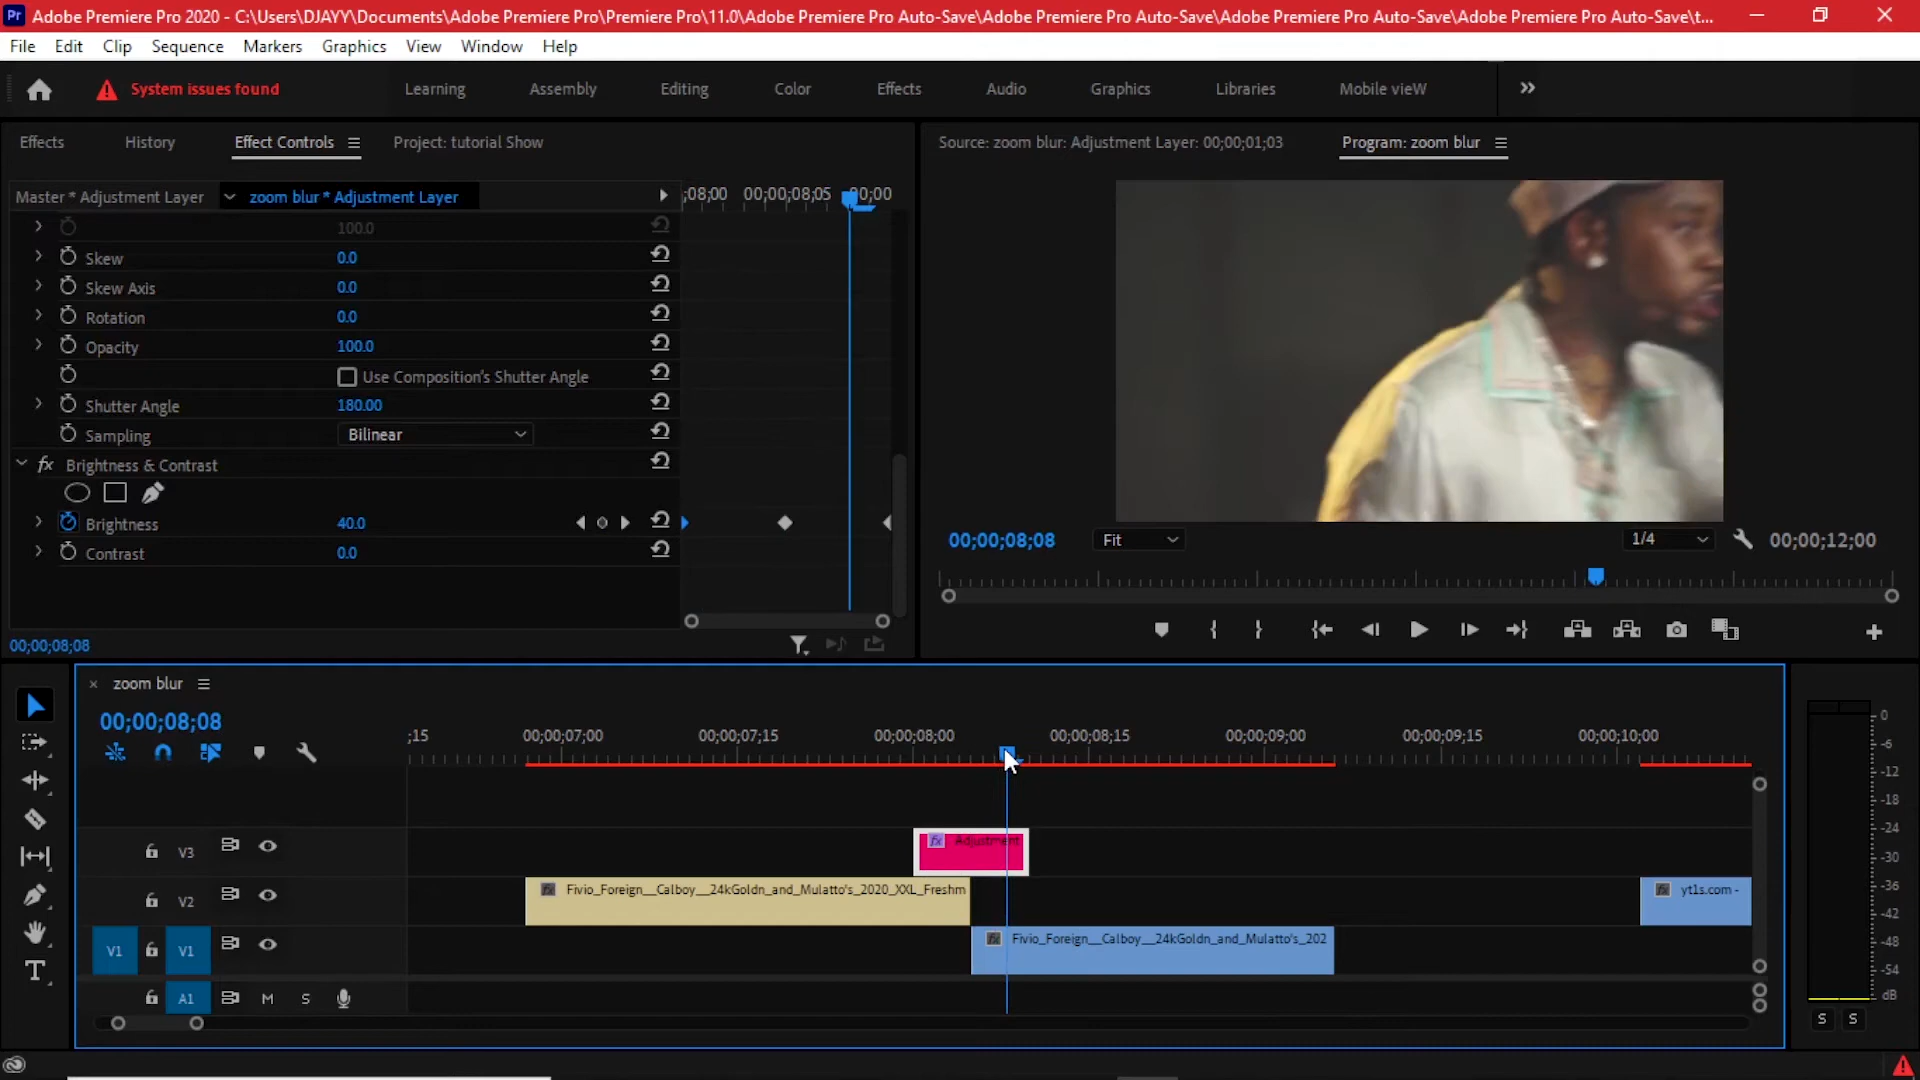 Adobe Premiere Pro 2020 - C:\Users\DJAYY\Documents\Adobe Premiere Pro\Premiere Pro\11.0\Adobe Premiere Pro Auto-Save\Adobe Premiere Pro Auto-Save\Adobe Premiere Pro Auto-Save\Adobe Premiere Pro Auto-Save\t...
File Edit Clip Sequence Markers Graphics View Window Help
System issues found Learning Assembly Editing Color Effects Audio Graphics Libraries Mobile vieW
Effects History Effect Controls Project: tutorial Show Source: zoom blur: Adjustment Layer: 00;00;01;03 Program: zoom blur
Master * Adjustment Layer zoom blur * Adjustment Layer ;08;00 00;00;08;05 00;00
100.0
Skew 0.0
Skew Axis 0.0
Rotation 0.0
Opacity 100.0
Use Composition's Shutter Angle
Shutter Angle 180.00
Sampling Bilinear
fx Brightness & Contrast
Brightness 40.0
Contrast 0.0
00;00;08;08 Fit 1/4 00;00;12;00
00;00;08;08
zoom blur
00;00;08;08
;15 00;00;07;00 00;00;07;15 00;00;08;00 00;00;08;15 00;00;09;00 00;00;09;15 00;00;10;00
V3 fx Adjustment
V2 fx Fivio_Foreign__Calboy__24kGoldn_and_Mulatto's_2020_XXL_Freshm fx yt1s.com -
V1 V1 fx Fivio_Foreign__Calboy__24kGoldn_and_Mulatto's_202
A1 M S
0
-6
-12
-18
-24
-30
-36
-42
-48
-54
dB
S S